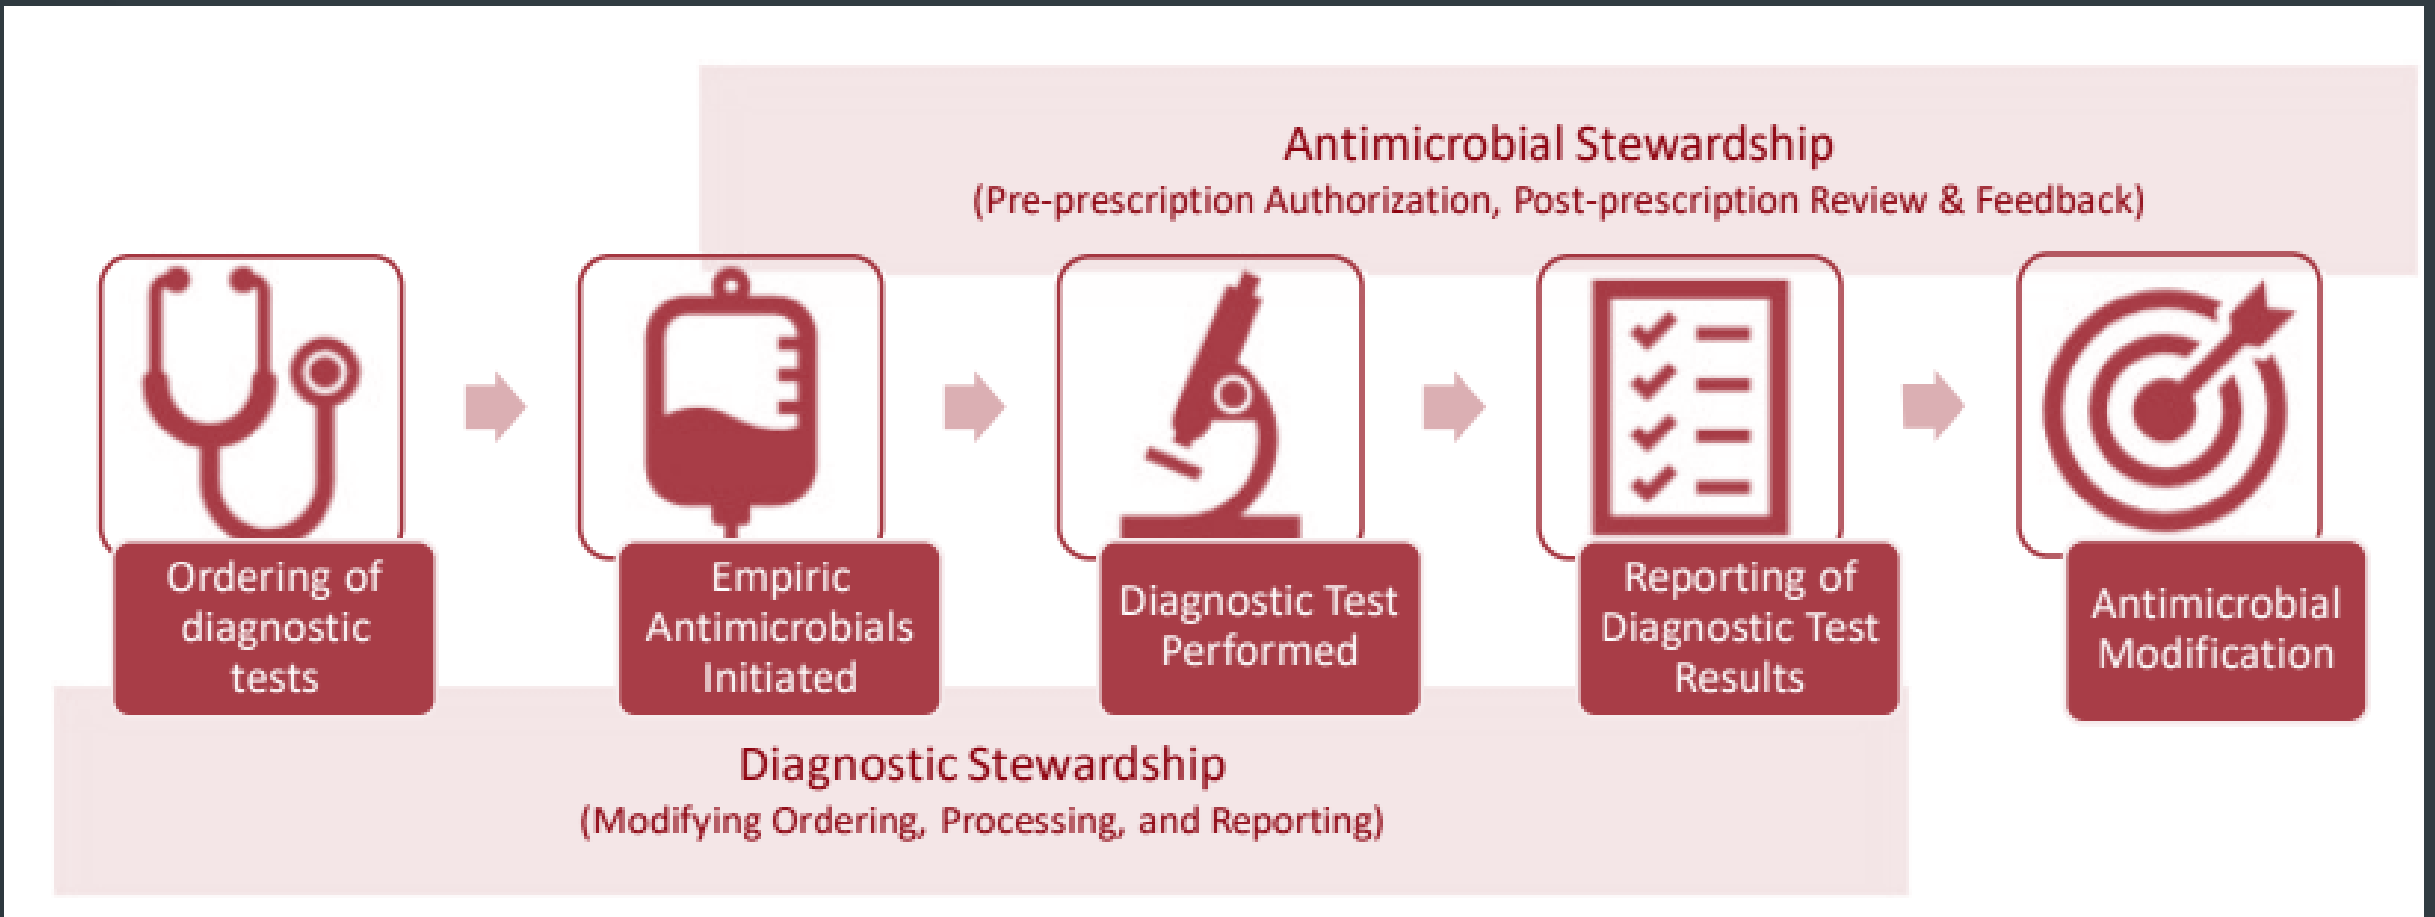 Antimicrobial Stewardship
(Pre-prescription Authorization, Post-prescription Review & Feedback)
Ordering of
diagnostic
tests
Empiric
Antimicrobials
Initiated
Diagnostic Test
Performed
Reporting of
Diagnostic Test
Results
Antimicrobial
Modification
Diagnostic Stewardship
(Modifying Ordering, Processing, and Reporting)